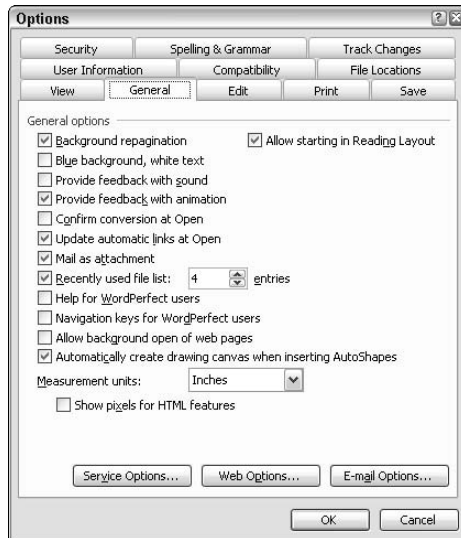 Options
Security Spelling & Grammar Track Changes
User Information Compatibility File Locations
View General Edit Print Save
General options
Background repagination Allow starting in Reading Layout
Blue background, white text
Provide feedback with sound
Provide feedback with animation
Confirm conversion at Open
Update automatic links at Open
Mail as attachment
Recently used file list: 4 entries
Help for WordPerfect users
Navigation keys for WordPerfect users
Allow background open of web pages
Automatically create drawing canvas when inserting AutoShapes
Measurement units: Inches
Show pixels for HTML features
Service Options... Web Options... E-mail Options...
OK Cancel